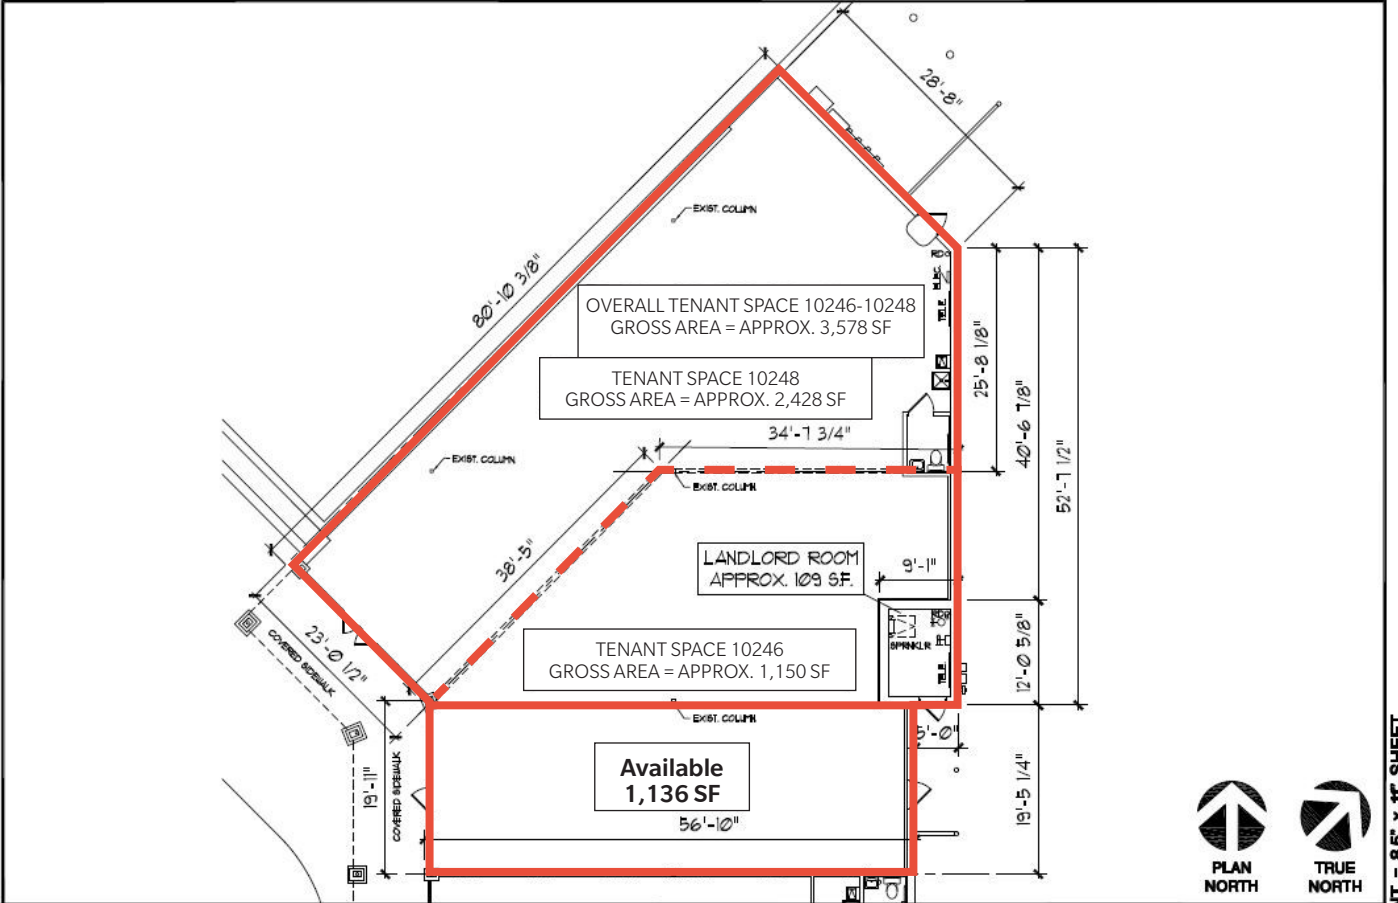 28'-8"
EXIST. COLUMN
80'-10 3/8"
OVERALL TENANT SPACE 10246-10248
GROSS AREA = APPROX. 3,578 SF
TENANT SPACE 10248
GROSS AREA = APPROX. 2,428 SF
TELE.
25'-8 1/8"
40'-6 7/8"
52'-7 1/2"
34'-7 3/4"
EXIST. COLUMN
EXIST. COLUMN
38'-5"
LANDLORD ROOM
APPROX. 109 S.F.
9'-1"
SPRINKLR
TELE.
12'-0 5/8"
TENANT SPACE 10246
GROSS AREA = APPROX. 1,150 SF
23'-0 1/2"
COVERED SIDEWALK
EXIST. COLUMN
5'-0"
Available
1,136 SF
56'-10"
19'-11"
COVERED SIDEWALK
19'-5 1/4"
PLAN
NORTH
TRUE
NORTH